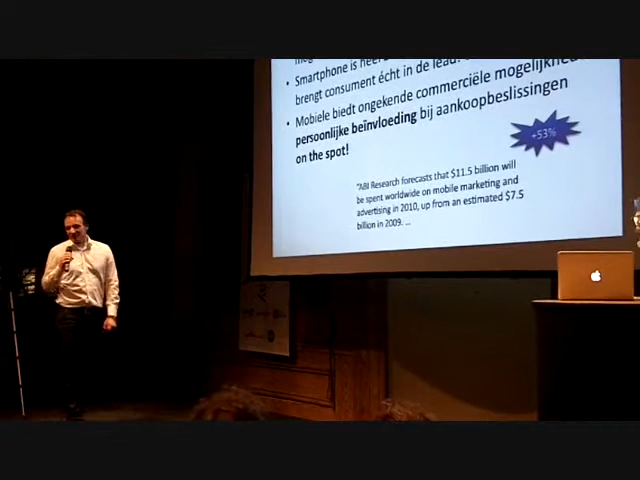 • Smartphone is
brengt consument écht in de lead!
• Mobiele biedt ongekende commerciële mogelijkheden
persoonlijke beïnvloeding bij aankoopbeslissingen
on the spot!
+53%
"ABI Research forecasts that $11.5 billion will
be spent worldwide on mobile marketing and
advertising in 2010, up from an estimated $7.5
billion in 2009. ...